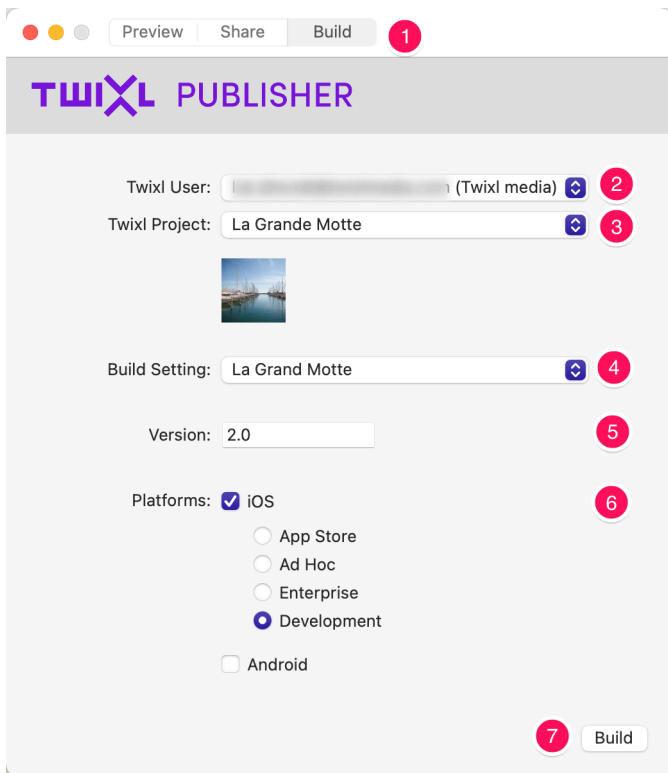 Preview Share Build 1
TWIXL PUBLISHER
Twixl User: (Twixl media) 2
Twixl Project: La Grande Motte 3
Build Setting: La Grand Motte 4
Version: 2.0 5
Platforms: iOS 6
App Store
Ad Hoc
Enterprise
Development
Android
7 Build